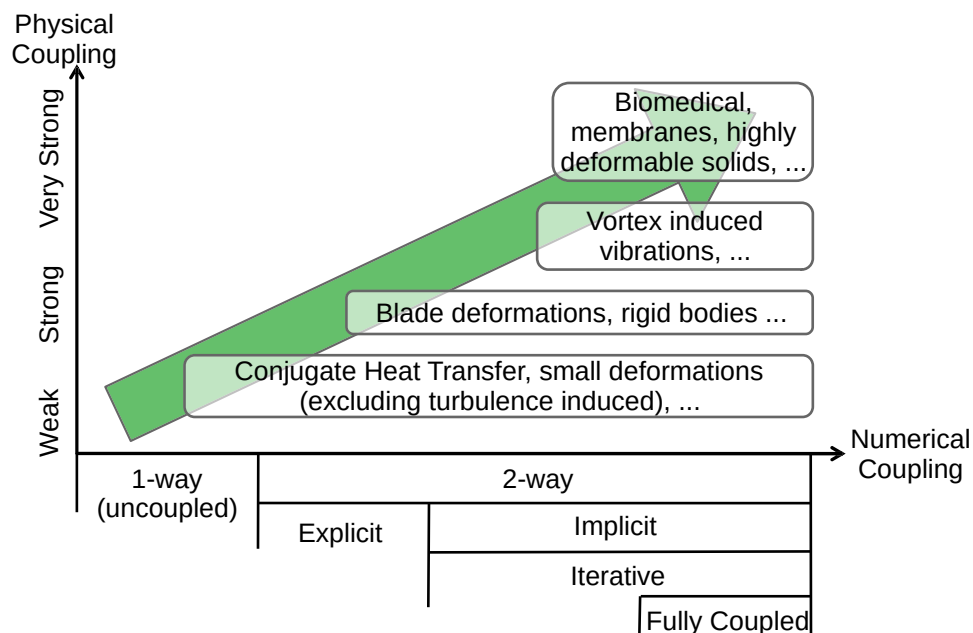 Physical
Coupling
Very Strong
Strong
Weak
Biomedical,
membranes, highly
deformable solids, ...
Vortex induced
vibrations, ...
Blade deformations, rigid bodies ...
Conjugate Heat Transfer, small deformations
(excluding turbulence induced), ...
Numerical
Coupling
1-way
(uncoupled)
2-way
Explicit
Implicit
Iterative
Fully Coupled